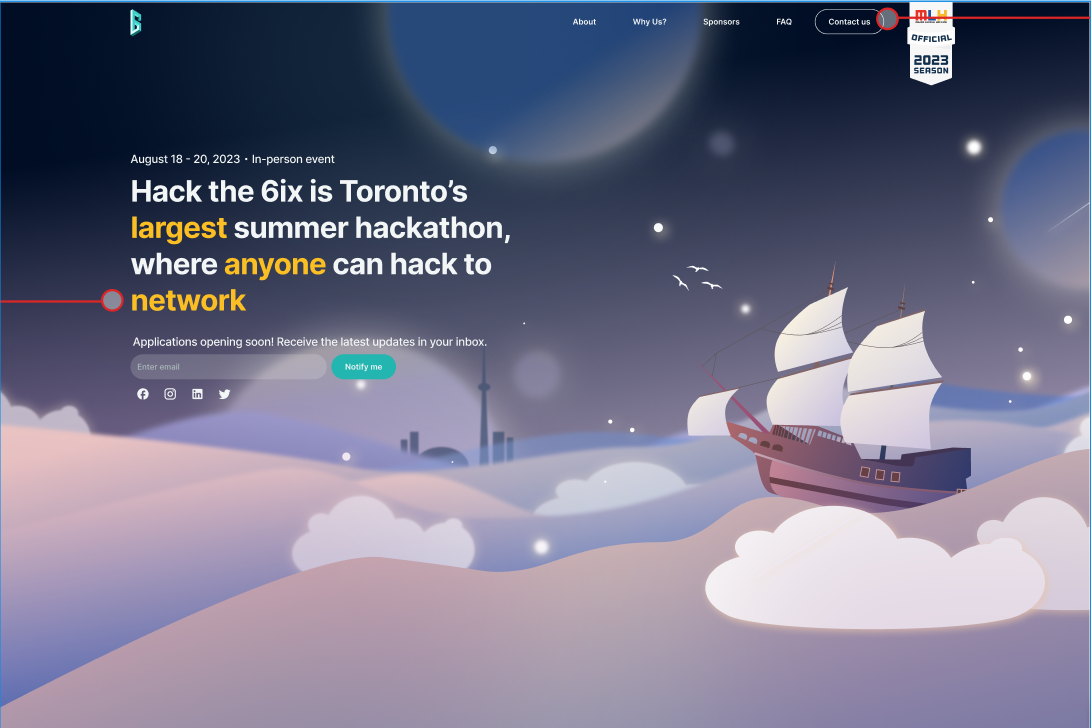 About Why Us? Sponsors FAQ Contact us
MLH
OFFICIAL
2023
SEASON
August 18 - 20, 2023 • In-person event
Hack the 6ix is Toronto’s
largest summer hackathon,
where anyone can hack to
network
Applications opening soon! Receive the latest updates in your inbox.
Enter email Notify me